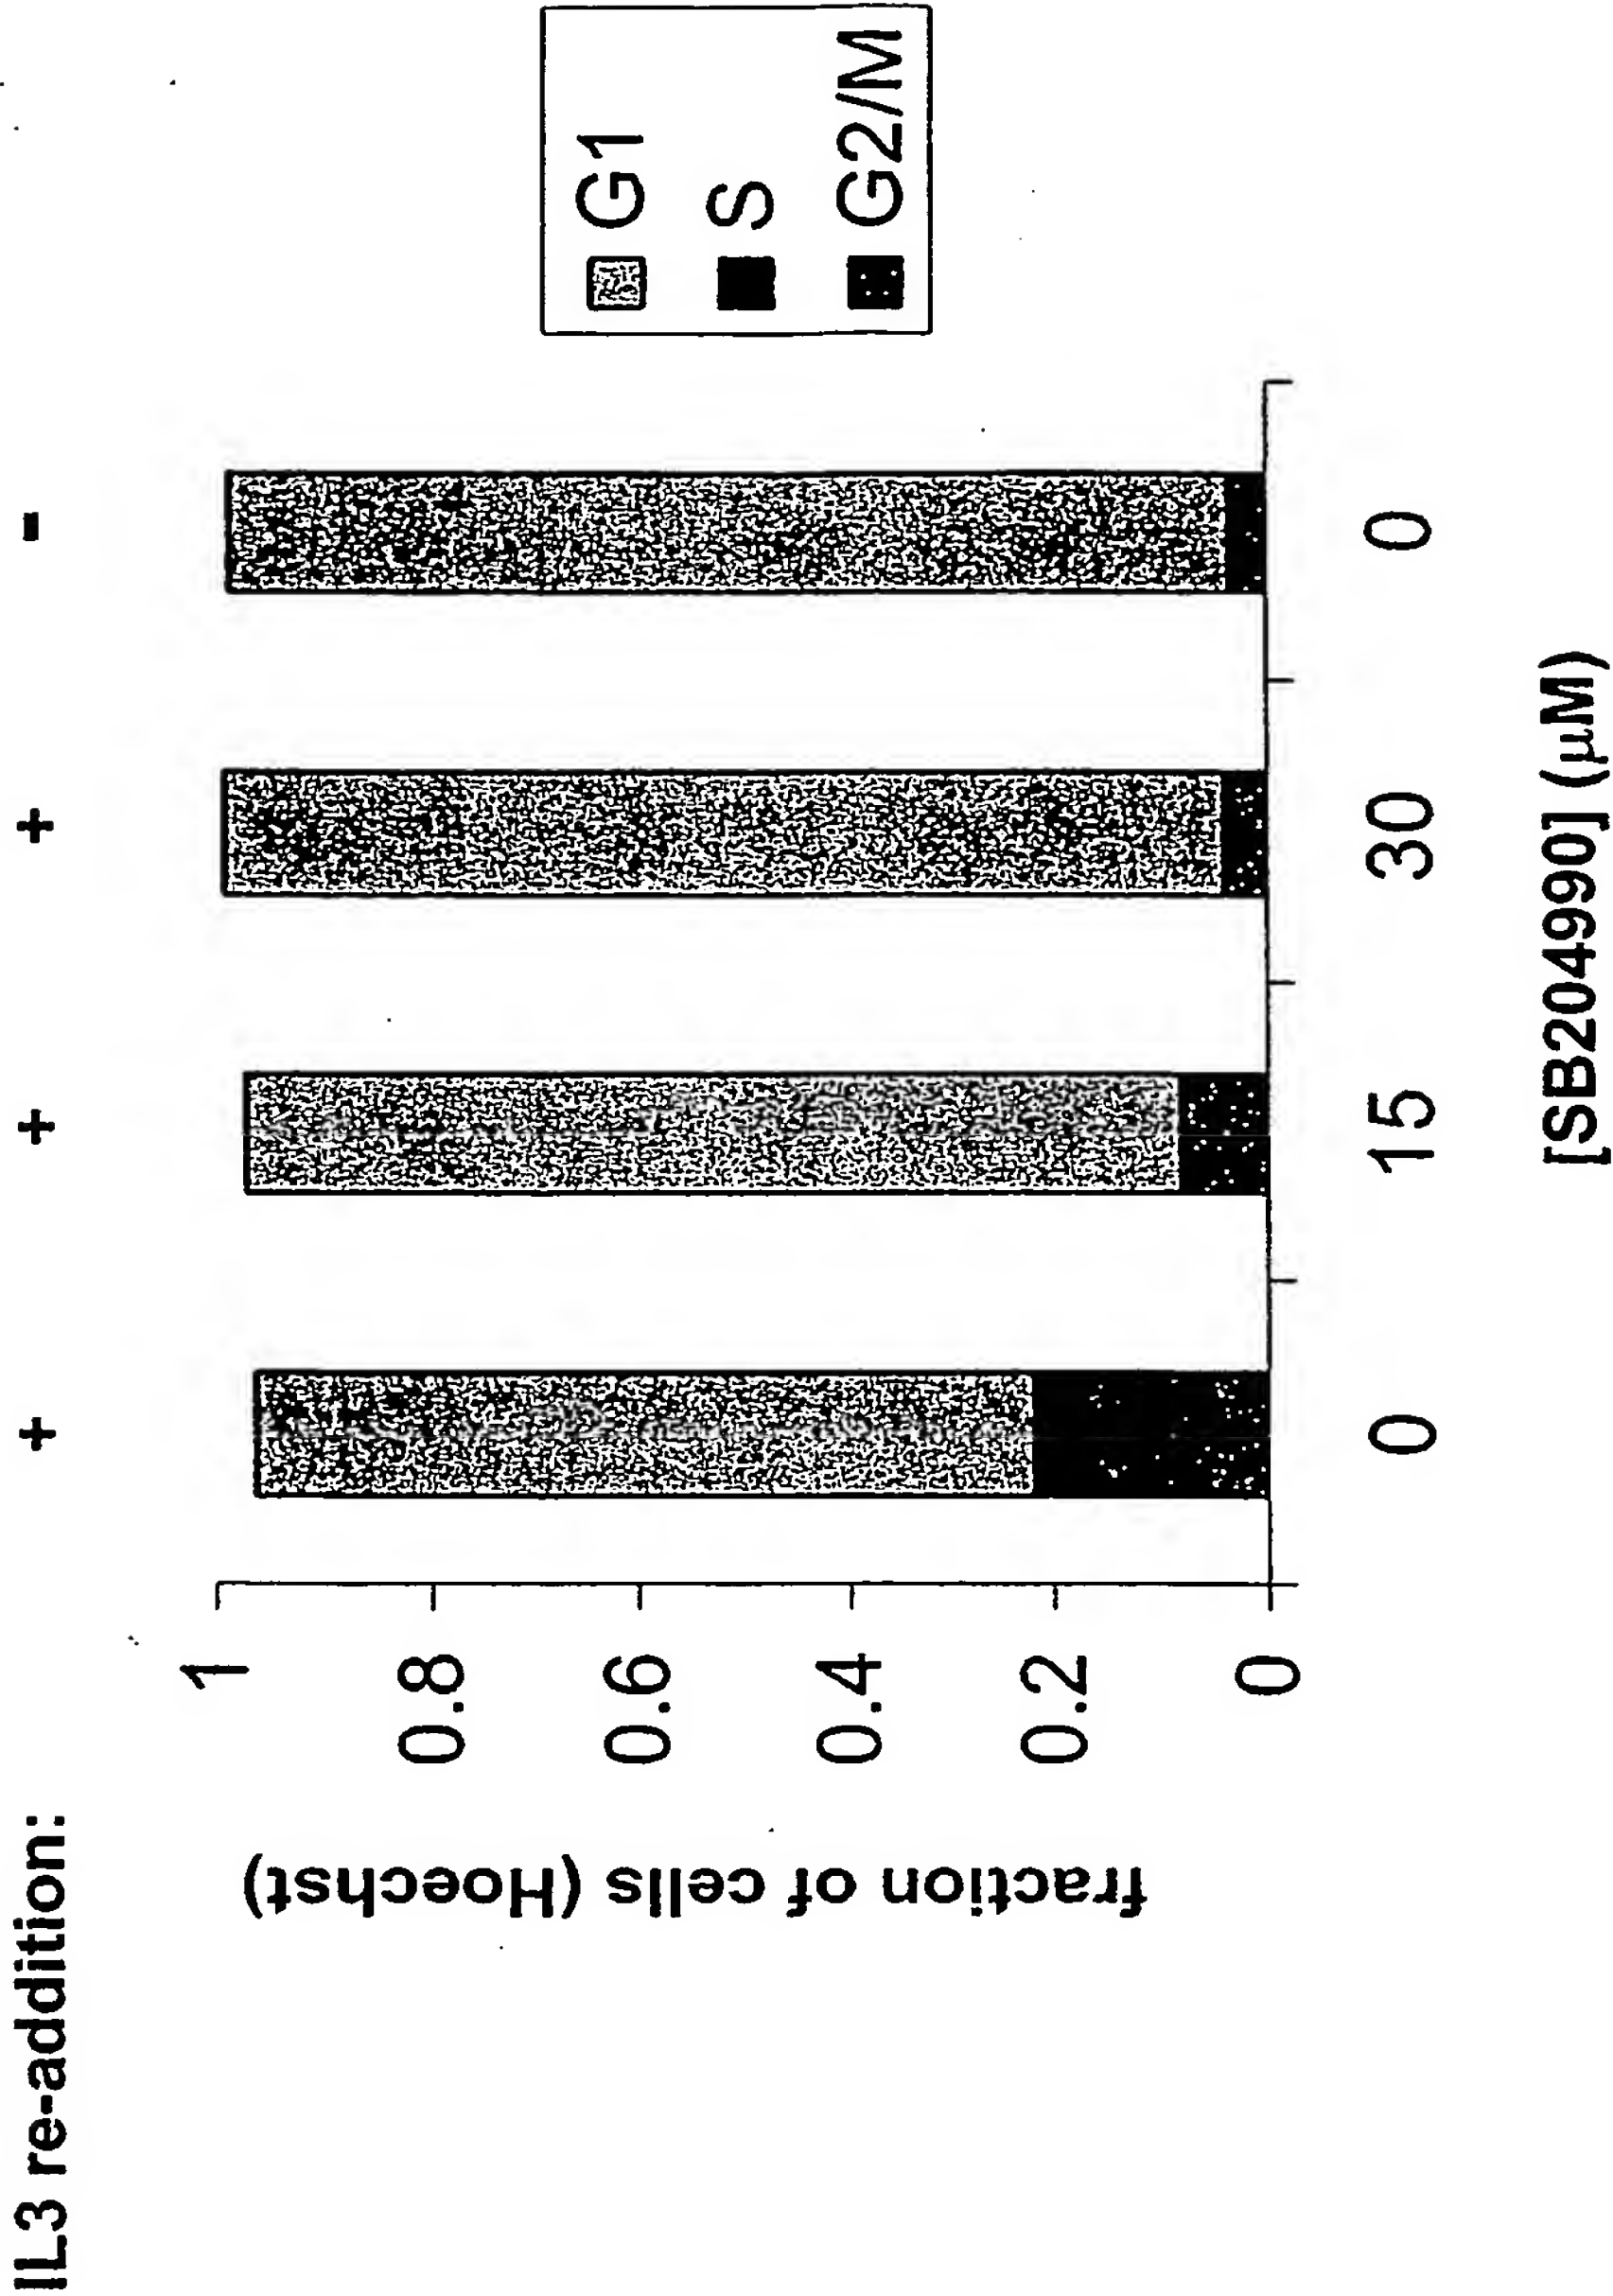 IL3 re-addition: + + + -
fraction of cells (Hoechst)
1
0.8
0.6
0.4
0.2
0
0 15 30 0
[SB204990] (μM)
G1
S
G2/M